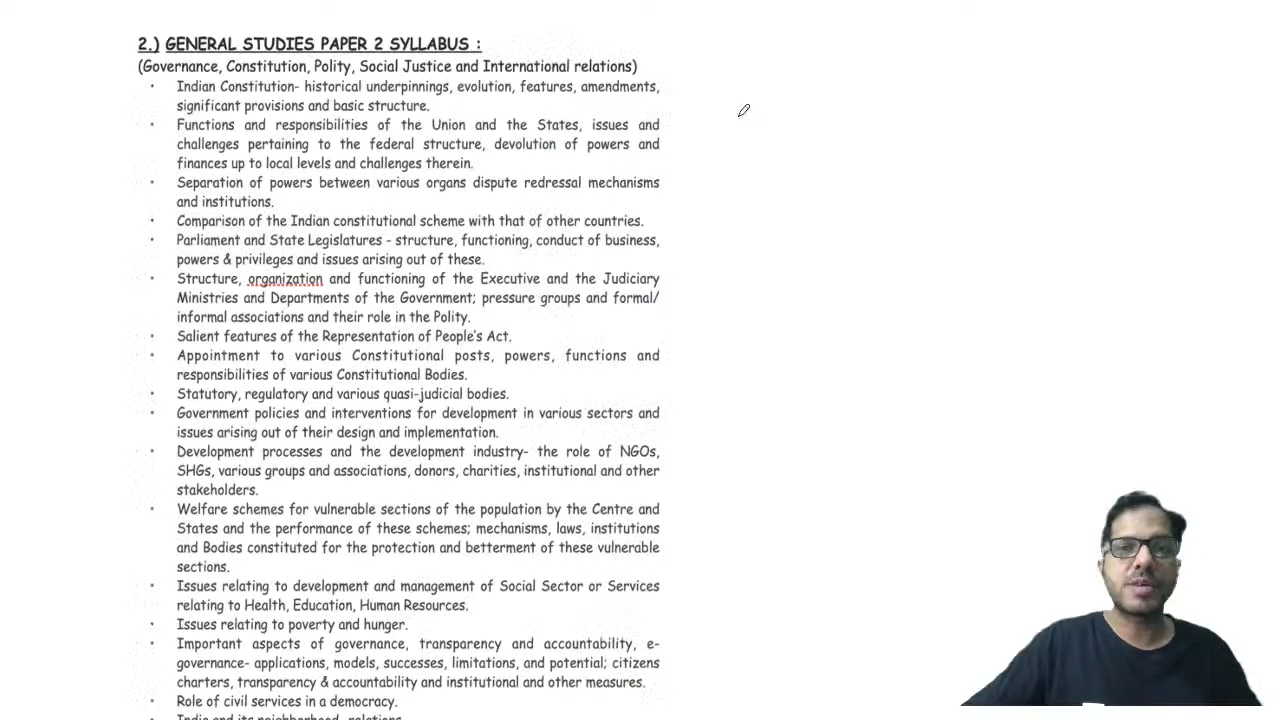 2.) GENERAL STUDIES PAPER 2 SYLLABUS :
(Governance, Constitution, Polity, Social Justice and International relations)
• Indian Constitution- historical underpinnings, evolution, features, amendments,
significant provisions and basic structure.
• Functions and responsibilities of the Union and the States, issues and
challenges pertaining to the federal structure, devolution of powers and
finances up to local levels and challenges therein.
• Separation of powers between various organs dispute redressal mechanisms
and institutions.
• Comparison of the Indian constitutional scheme with that of other countries.
• Parliament and State Legislatures - structure, functioning, conduct of business,
powers & privileges and issues arising out of these.
• Structure, organization and functioning of the Executive and the Judiciary
Ministries and Departments of the Government; pressure groups and formal/
informal associations and their role in the Polity.
• Salient features of the Representation of People's Act.
• Appointment to various Constitutional posts, powers, functions and
responsibilities of various Constitutional Bodies.
• Statutory, regulatory and various quasi-judicial bodies.
• Government policies and interventions for development in various sectors and
issues arising out of their design and implementation.
• Development processes and the development industry- the role of NGOs,
SHGs, various groups and associations, donors, charities, institutional and other
stakeholders.
• Welfare schemes for vulnerable sections of the population by the Centre and
States and the performance of these schemes; mechanisms, laws, institutions
and Bodies constituted for the protection and betterment of these vulnerable
sections.
• Issues relating to development and management of Social Sector or Services
relating to Health, Education, Human Resources.
• Issues relating to poverty and hunger.
• Important aspects of governance, transparency and accountability, e-
governance- applications, models, successes, limitations, and potential; citizens
charters, transparency & accountability and institutional and other measures.
• Role of civil services in a democracy.
• India and its neighborhood- relations.